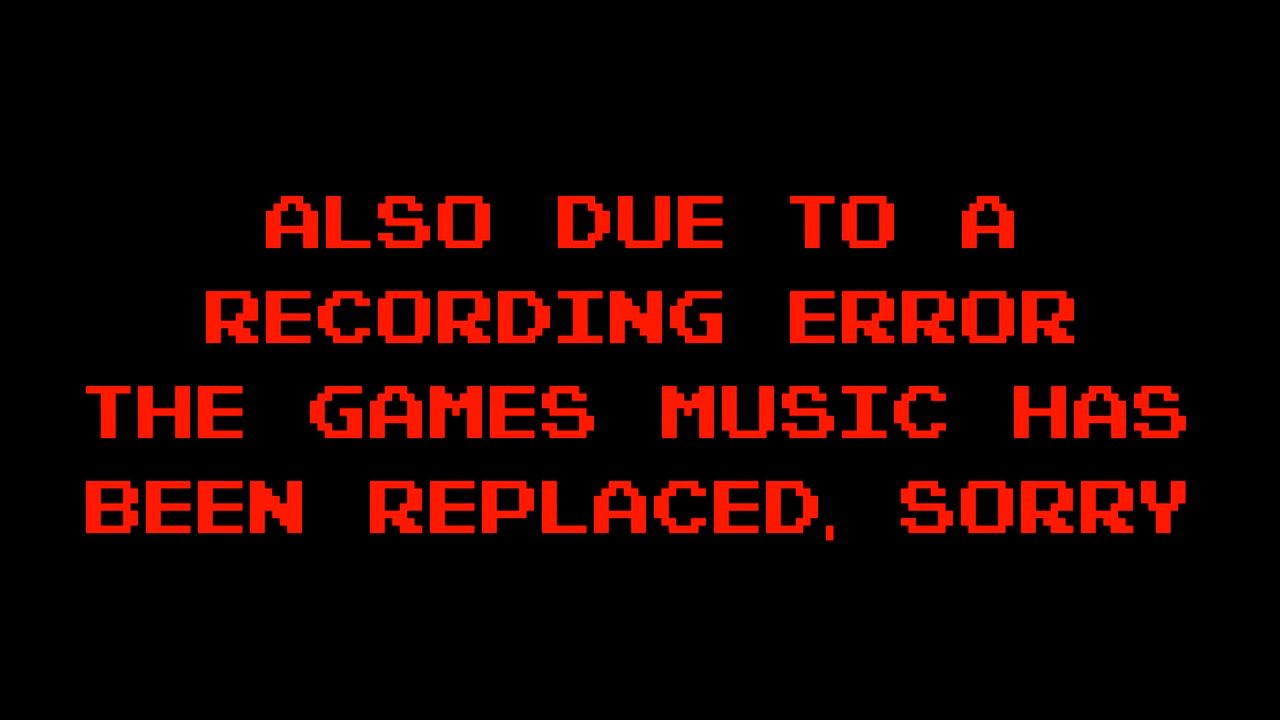 ALSO DUE TO A
RECORDING ERROR
THE GAMES MUSIC HAS
BEEN REPLACED, SORRY